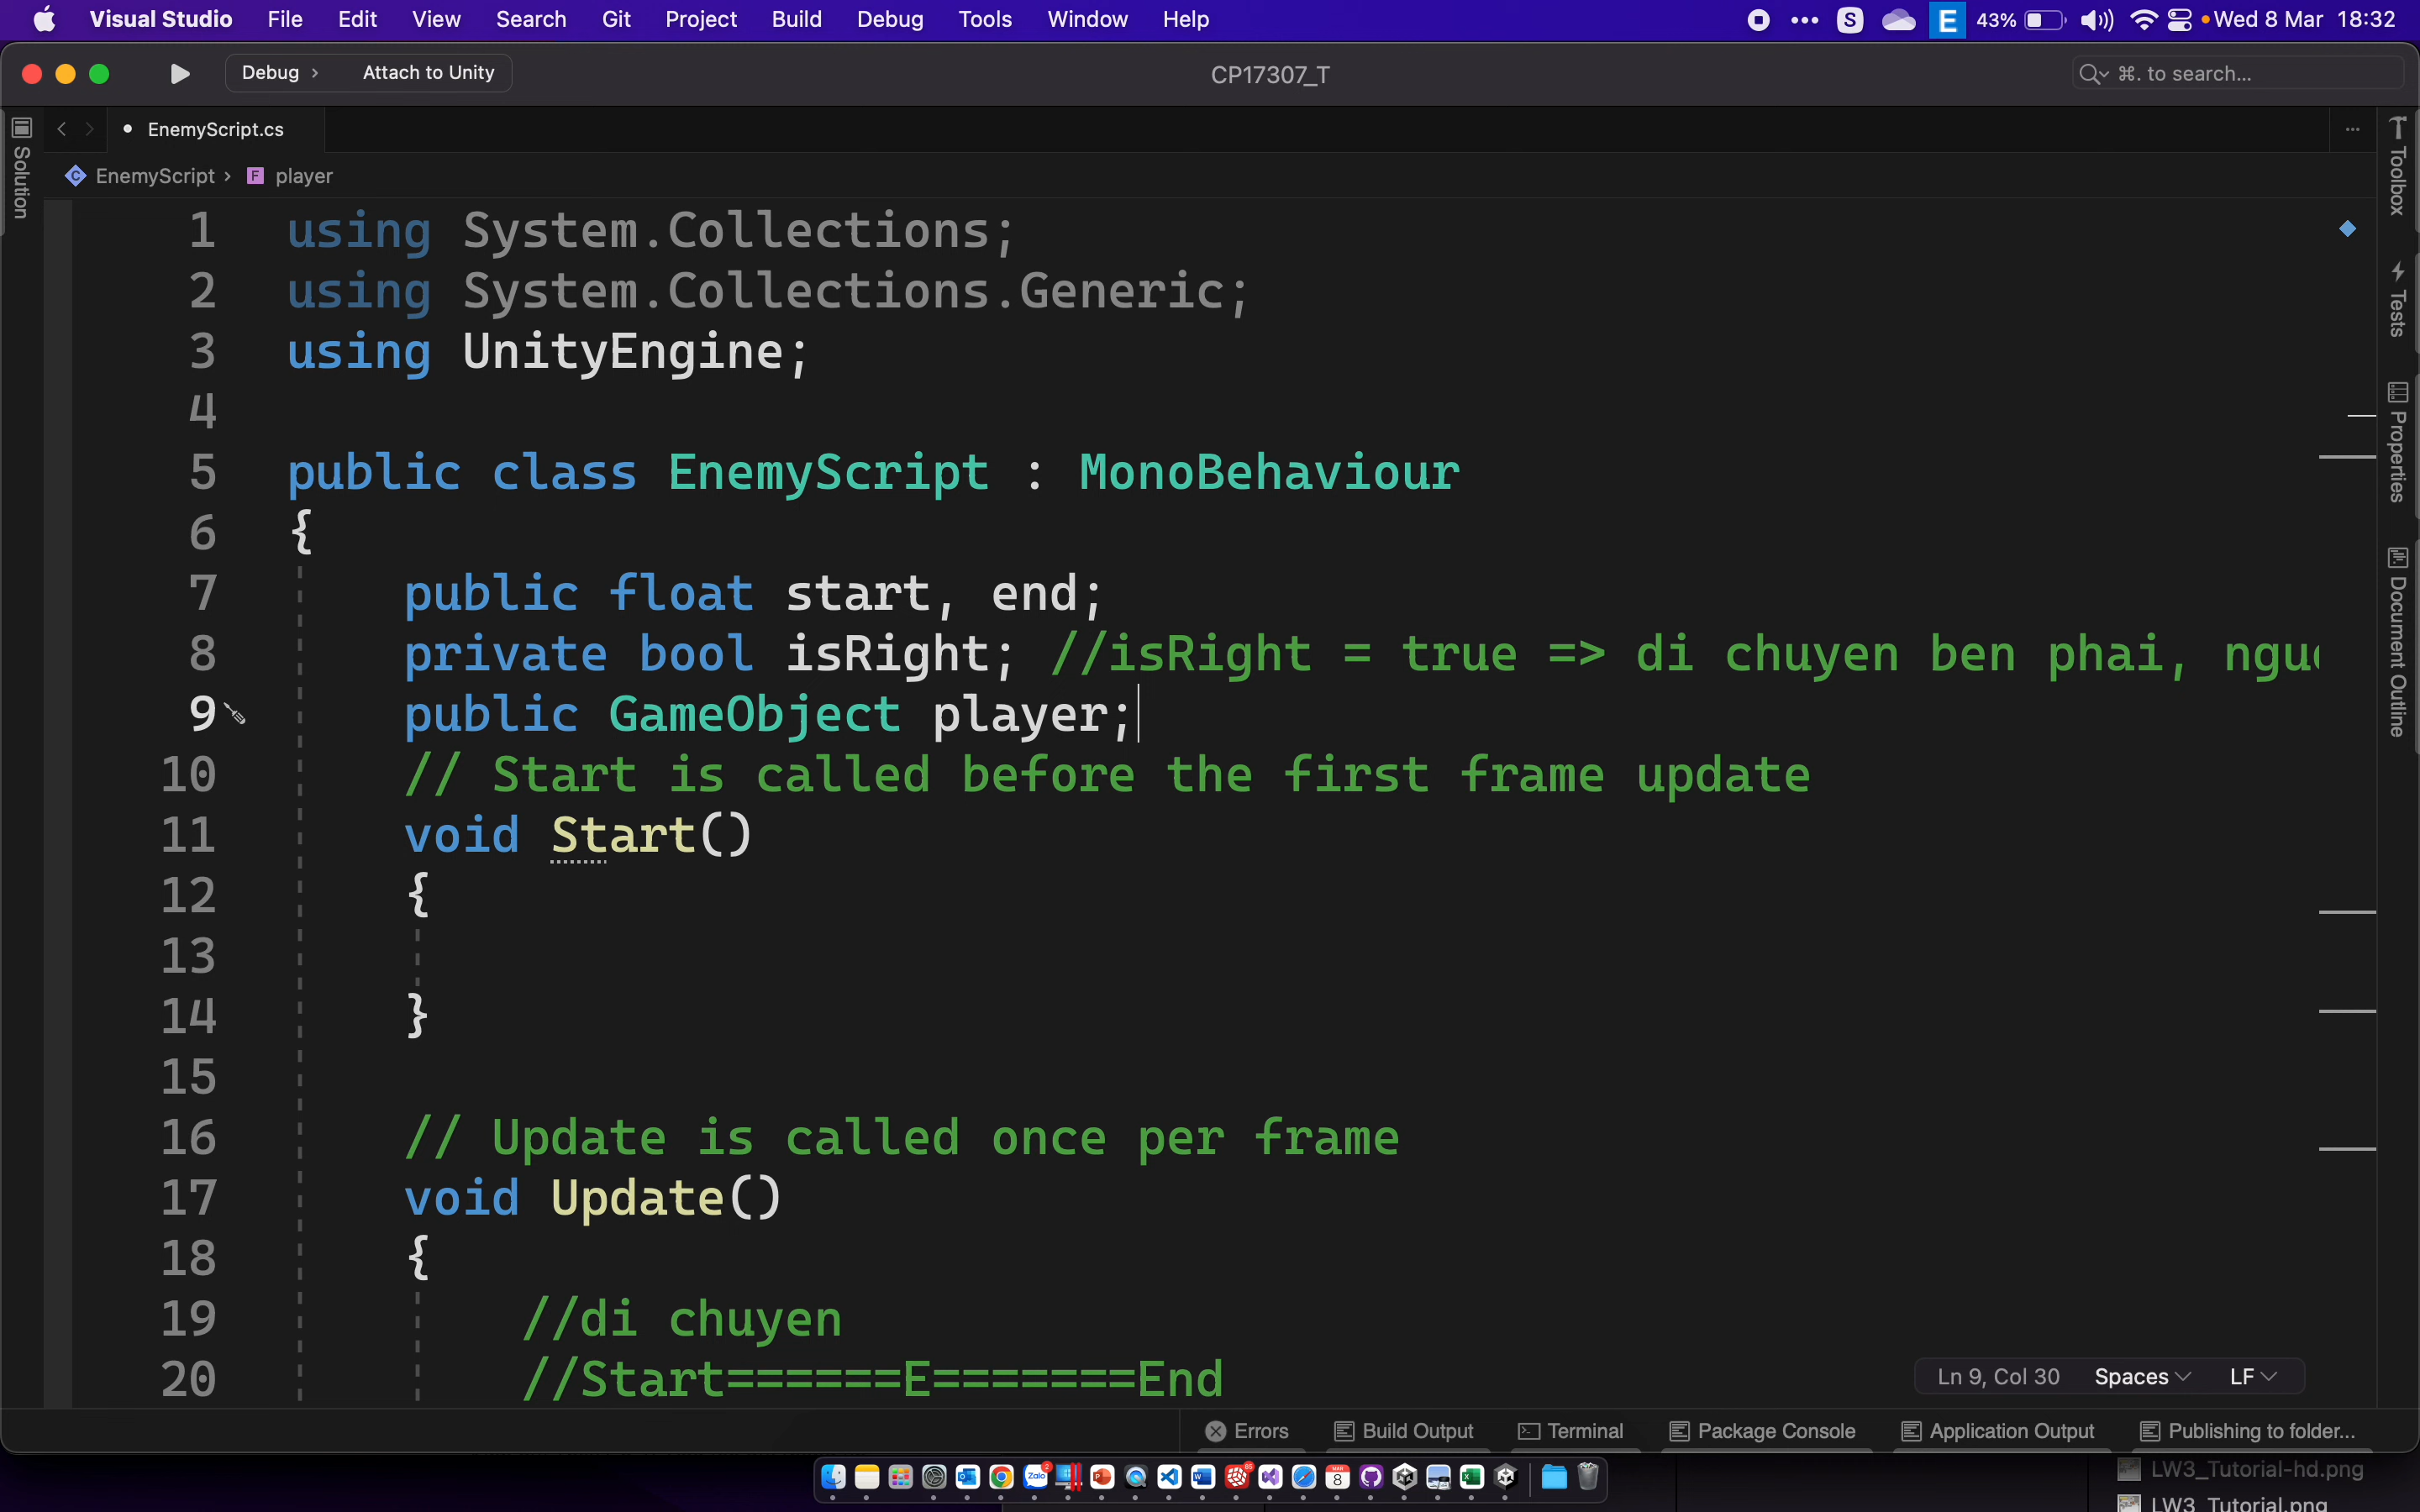 Visual Studio File Edit View Search Git Project Build Debug Tools Window Help S E 43% Wed 8 Mar 18:32
Debug › Attach to Unity CP17307_T ⌘. to search...
EnemyScript.cs
Solution
EnemyScript › F player
1 using System.Collections;
2 using System.Collections.Generic;
3 using UnityEngine;
4
5 public class EnemyScript : MonoBehaviour
6 {
7 public float start, end;
8 private bool isRight; //isRight = true => di chuyen ben phai,
9 public GameObject player;
10 // Start is called before the first frame update
11 void Start()
12 {
13
14 }
15
16 // Update is called once per frame
17 void Update()
18 {
19 //di chuyen
20 //Start======E=======End
Toolbox
Tests
Properties
Document Outline
Ln 9, Col 30 Spaces LF
Errors Build Output Terminal Package Console Application Output Publishing to folder...
Zalo 2
MAR 8
LW3_Tutorial-hd.png
LW3_Tutorial.png